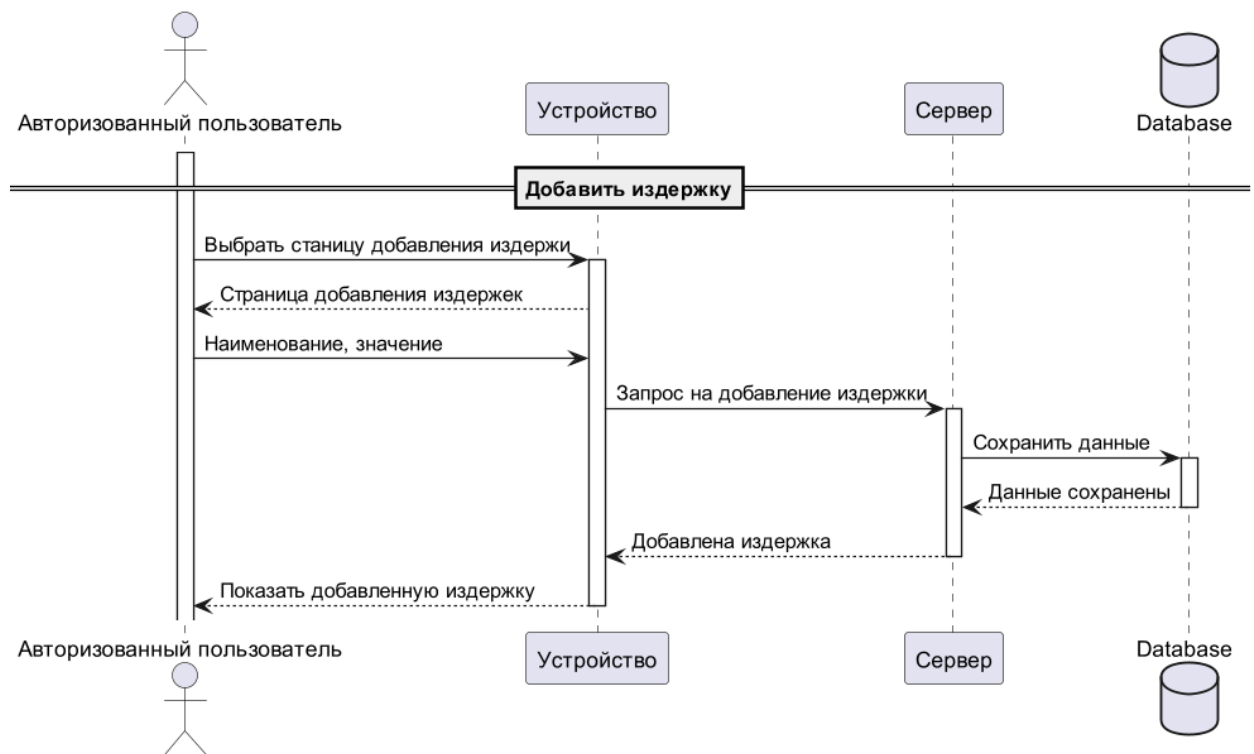 Авторизованный пользователь
Устройство
Сервер
Database
Добавить издержку
Выбрать станицу добавления издержи
Страница добавления издержек
Наименование, значение
Запрос на добавление издержки
Сохранить данные
Данные сохранены
Добавлена издержка
Показать добавленную издержку
Авторизованный пользователь
Устройство
Сервер
Database